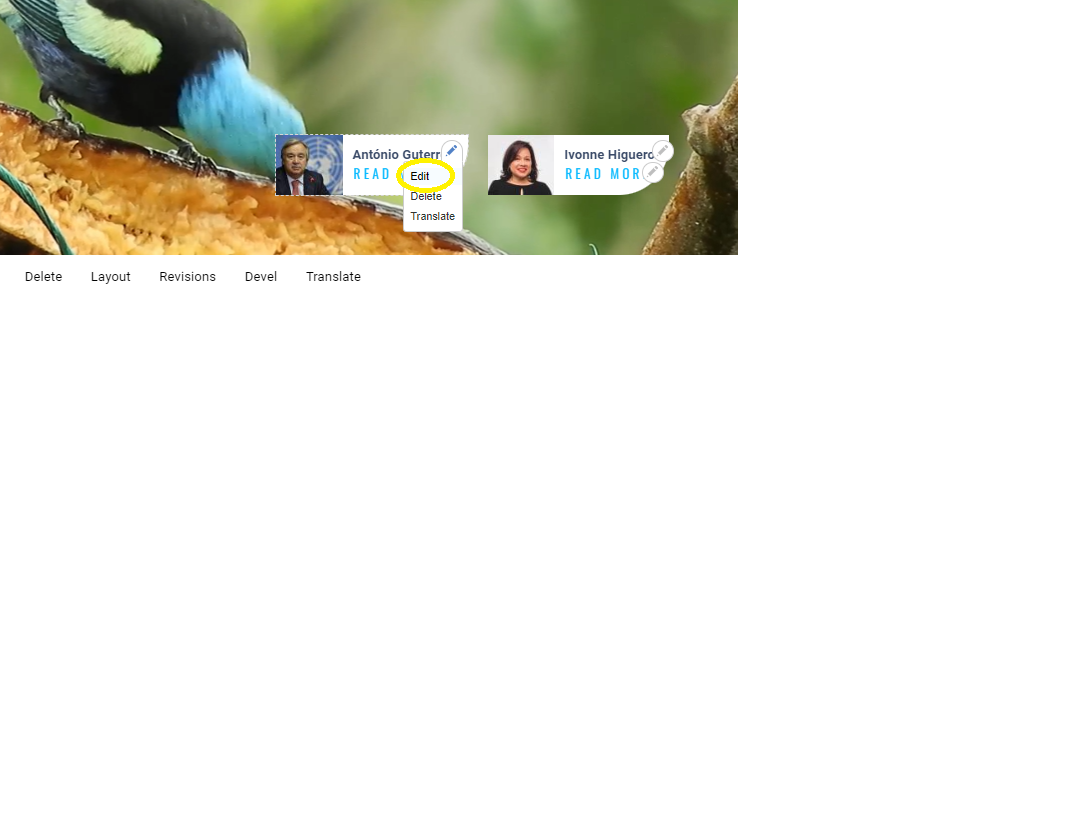 António Guterr
READ
Edit
Delete
Translate
Ivonne Higuero
READ MOR
Delete Layout Revisions Devel Translate